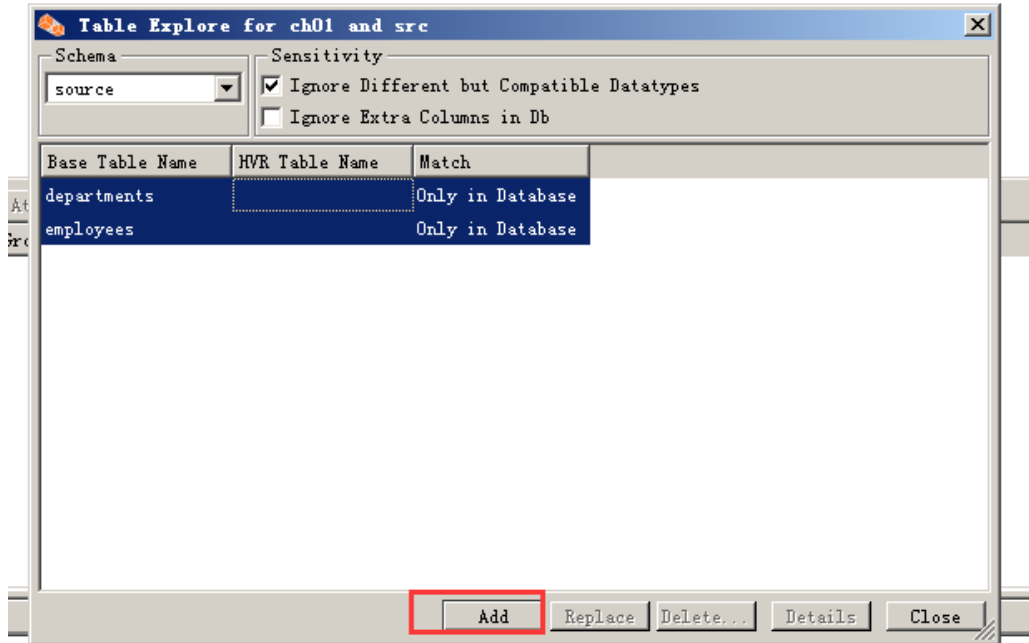 Table Explore for ch01 and src
Schema
Sensitivity
source
Ignore Different but Compatible Datatypes
Ignore Extra Columns in Db
Base Table Name HVR Table Name Match
departments Only in Database
employees Only in Database
At
Gro
Add Replace Delete... Details Close